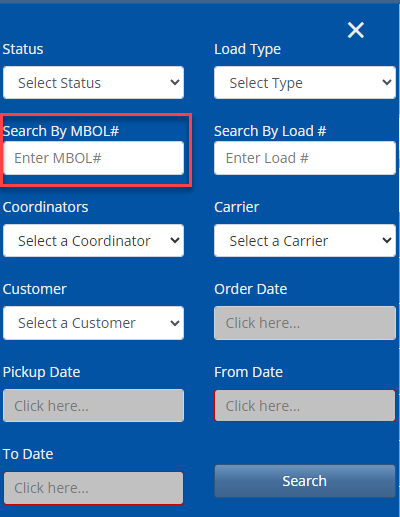 Status
Load Type
Select Status
Select Type
Search By MBOL#
Search By Load #
Enter MBOL#
Enter Load #
Coordinators
Carrier
Select a Coordinator
Select a Carrier
Customer
Order Date
Select a Customer
Click here...
Pickup Date
From Date
Click here...
Click here...
To Date
Click here...
Search